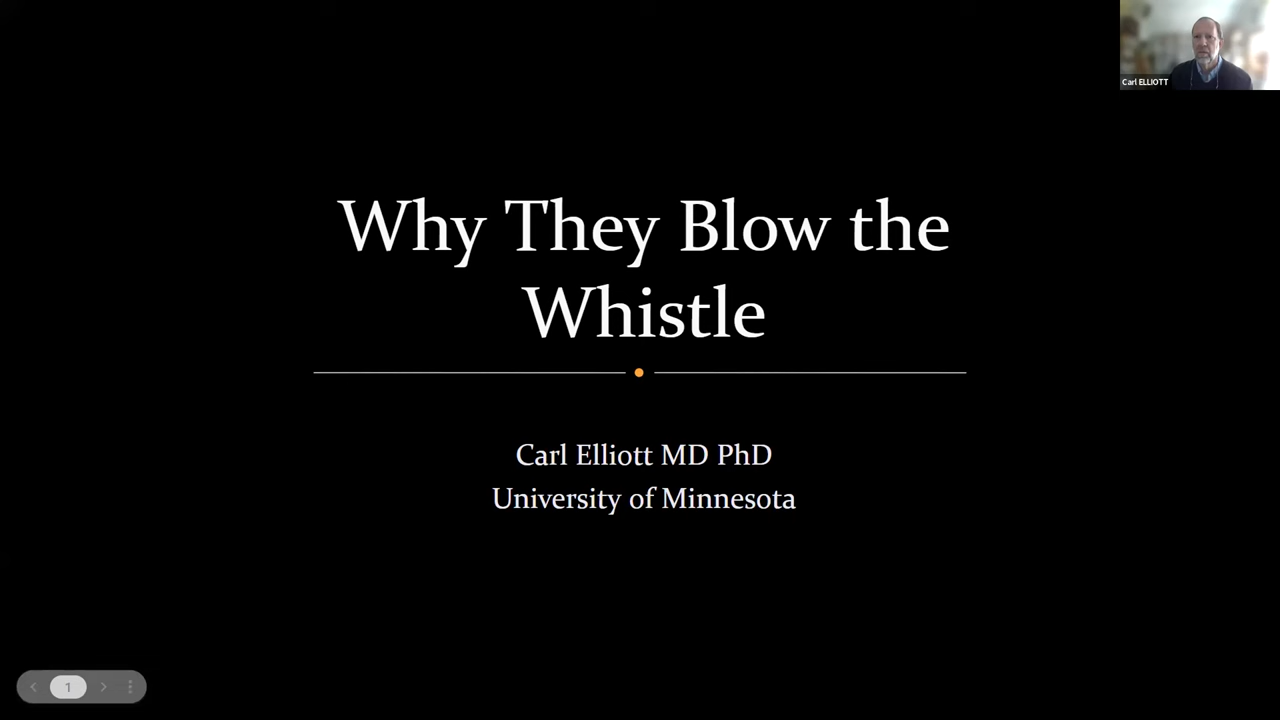 Carl ELLIOTT
Why They Blow the
Whistle
Carl Elliott MD PhD
University of Minnesota
1